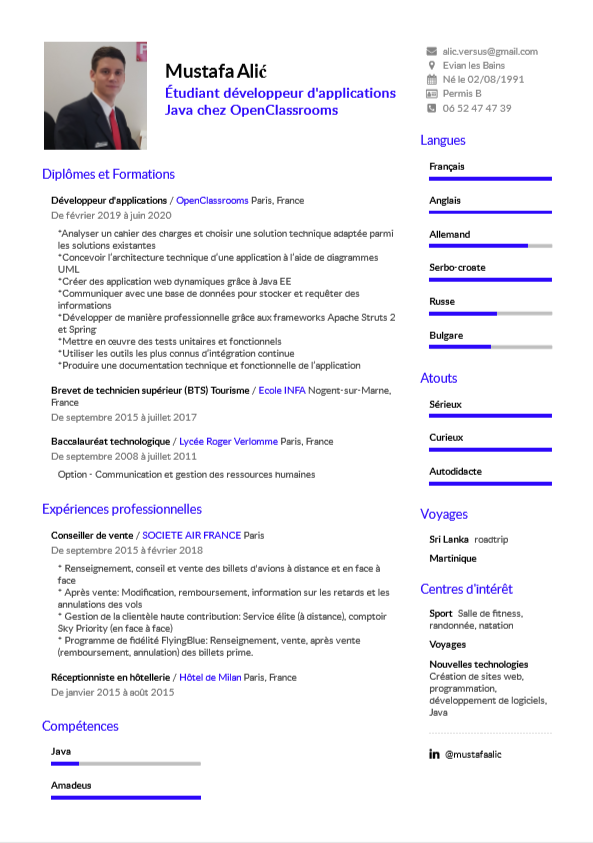 Mustafa Alić
Étudiant développeur d'applications
Java chez OpenClassrooms
alic.versus@gmail.com
Evian les Bains
Né le 02/08/1991
Permis B
06 52 47 47 39
Diplômes et Formations
Développeur d'applications / OpenClassrooms Paris, France
De février 2019 à juin 2020
*Analyser un cahier des charges et choisir une solution technique adaptée parmi
les solutions existantes
*Concevoir l'architecture technique d'une application à l'aide de diagrammes
UML
*Créer des application web dynamiques grâce à Java EE
*Communiquer avec une base de données pour stocker et requêter des
informations
*Développer de manière professionnelle grâce aux frameworks Apache Struts 2
et Spring
*Mettre en œuvre des tests unitaires et fonctionnels
*Utiliser les outils les plus connus d'intégration continue
*Produire une documentation technique et fonctionnelle de l'application
Brevet de technicien supérieur (BTS) Tourisme / Ecole INFA Nogent-sur-Marne,
France
De septembre 2015 à juillet 2017
Baccalauréat technologique / Lycée Roger Verlomme Paris, France
De septembre 2008 à juillet 2011
Option - Communication et gestion des ressources humaines
Expériences professionnelles
Conseiller de vente / SOCIETE AIR FRANCE Paris
De septembre 2015 à février 2018
* Renseignement, conseil et vente des billets d'avions à distance et en face à
face
* Après vente: Modification, remboursement, information sur les retards et les
annulations des vols
* Gestion de la clientèle haute contribution: Service élite (à distance), comptoir
Sky Priority (en face à face)
* Programme de fidélité FlyingBlue: Renseignement, vente, après vente
(remboursement, annulation) des billets prime.
Réceptionniste en hôtellerie / Hôtel de Milan Paris, France
De janvier 2015 à août 2015
Compétences
Java
Amadeus
Langues
Français
Anglais
Allemand
Serbo-croate
Russe
Bulgare
Atouts
Sérieux
Curieux
Autodidacte
Voyages
Sri Lanka roadtrip
Martinique
Centres d'intérêt
Sport Salle de fitness,
randonnée, natation
Voyages
Nouvelles technologies
Création de sites web,
programmation,
développement de logiciels,
Java
@mustafaalic